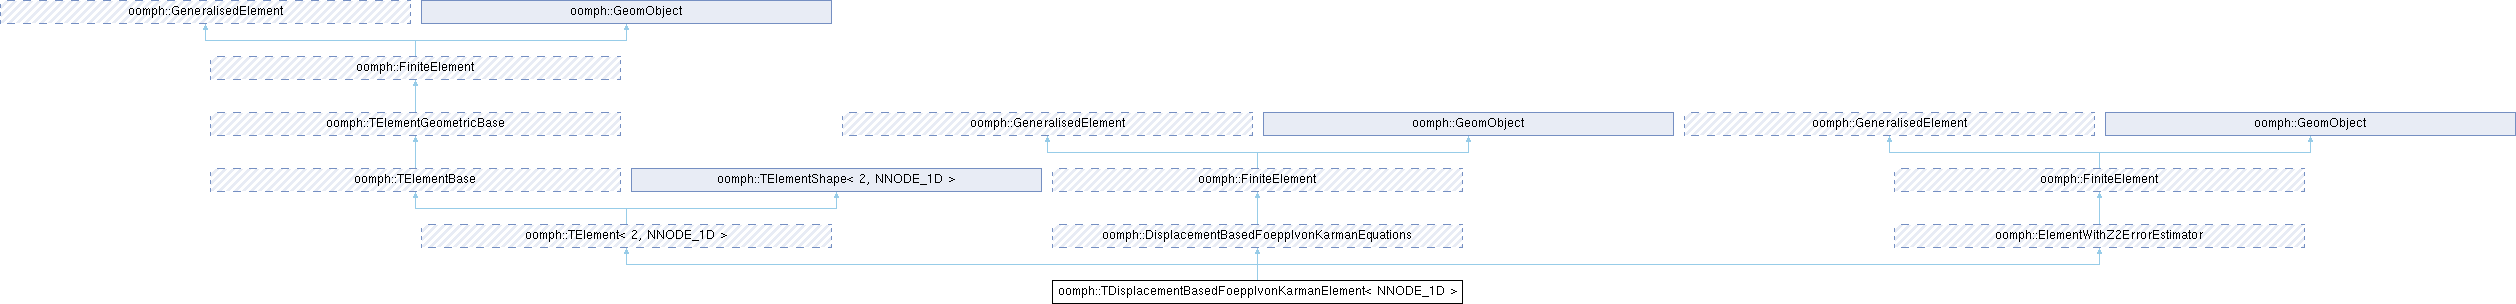 oomph::GeneralisedElement oomph::GeomObject
oomph::FiniteElement
oomph::TElementGeometricBase oomph::GeneralisedElement oomph::GeomObject oomph::GeneralisedElement oomph::GeomObject
oomph::TElementBase oomph::TElementShape< 2, NNODE_1D > oomph::FiniteElement oomph::FiniteElement
oomph::TElement< 2, NNODE_1D > oomph::DisplacementBasedFoepplvonKarmanEquations oomph::ElementWithZ2ErrorEstimator
oomph::TDisplacementBasedFoepplvonKarmanElement< NNODE_1D >